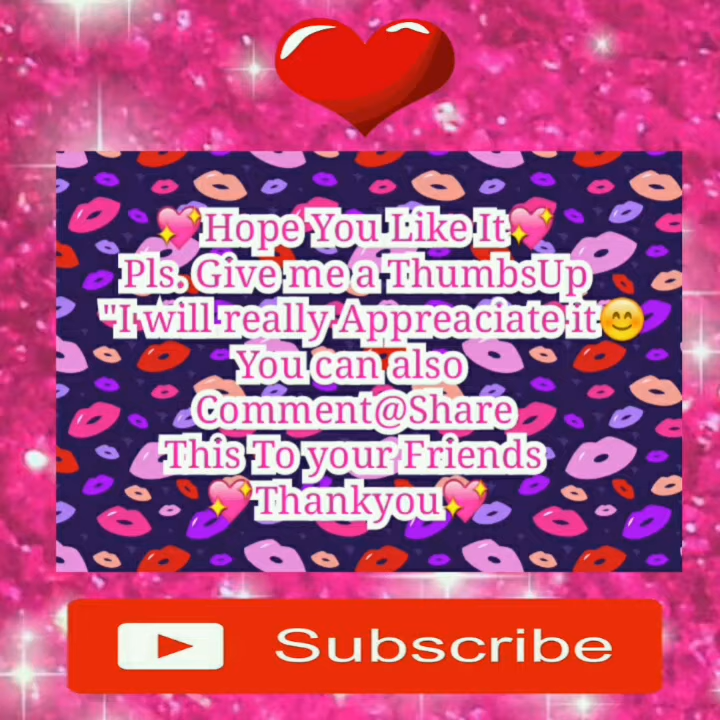 💖Hope You Like It💖
Pls. Give me a ThumbsUp
"I will really Appreaciate it😊
You can also
Comment@Share
This To your Friends
💖Thankyou💖
Subscribe